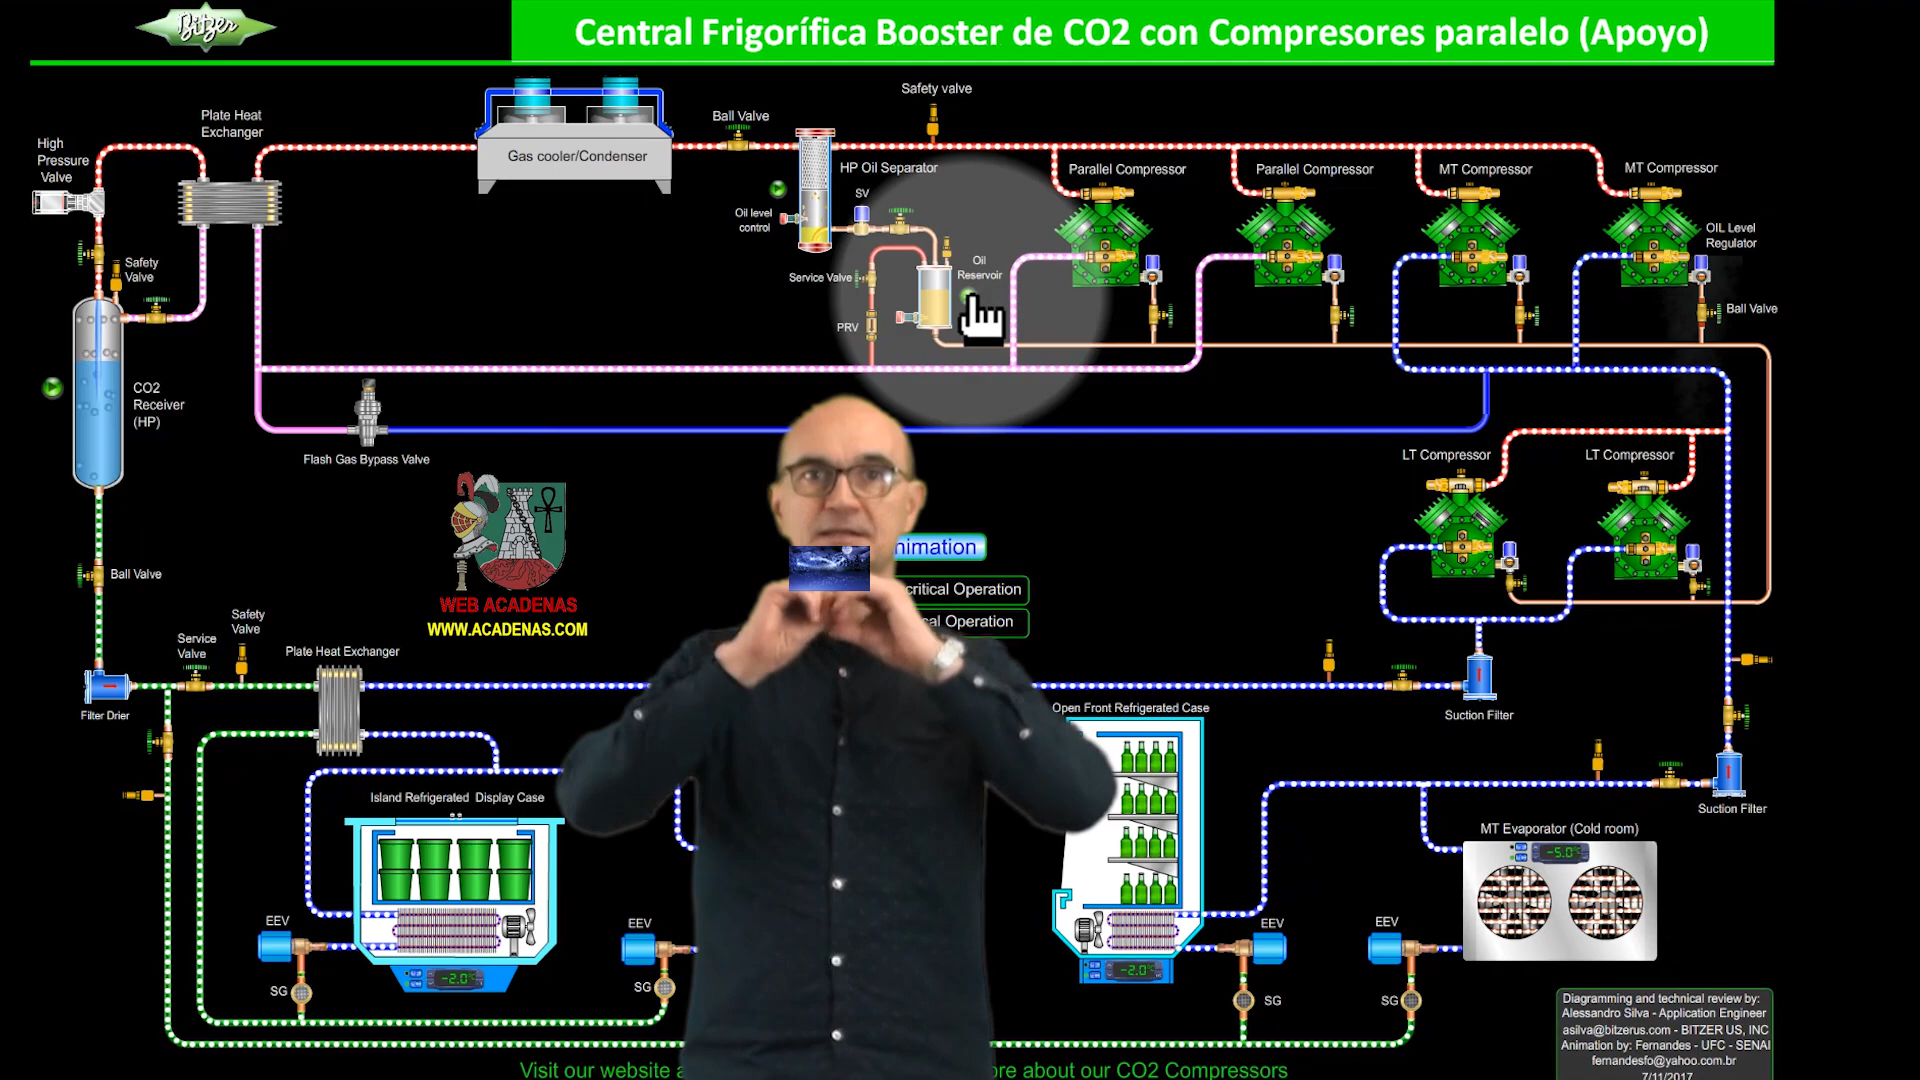 Bitzer
Central Frigorífica Booster de CO2 con Compresores paralelo (Apoyo)
Safety valve
Plate Heat
Exchanger
Ball Valve
High
Pressure
Valve
Gas cooler/Condenser
HP Oil Separator
Parallel Compressor
Parallel Compressor
MT Compressor
MT Compressor
SV
Oil level
control
OIL Level
Regulator
Safety
Valve
Oil
Reservoir
Service Valve
Ball Valve
PRV
CO2
Receiver
(HP)
Flash Gas Bypass Valve
LT Compressor
LT Compressor
nimation
Ball Valve
critical Operation
WEB ACADENAS
WWW.ACADENAS.COM
cal Operation
Safety
Valve
Service
Valve
Plate Heat Exchanger
Filter Drier
Open Front Refrigerated Case
Suction Filter
Island Refrigerated Display Case
Suction Filter
MT Evaporator (Cold room)
-5.0
EEV
EEV
EEV
EEV
-2.0
-2.0
SG
SG
SG
SG
Diagramming and technical review by:
Alessandro Silva - Application Engineer
asilva@bitzerus.com - BITZER US, INC
Animation by: Fernandes - UFC - SENAI
fernandesfo@yahoo.com.br
7/11/2017
Visit our website a
re about our CO2 Compressors